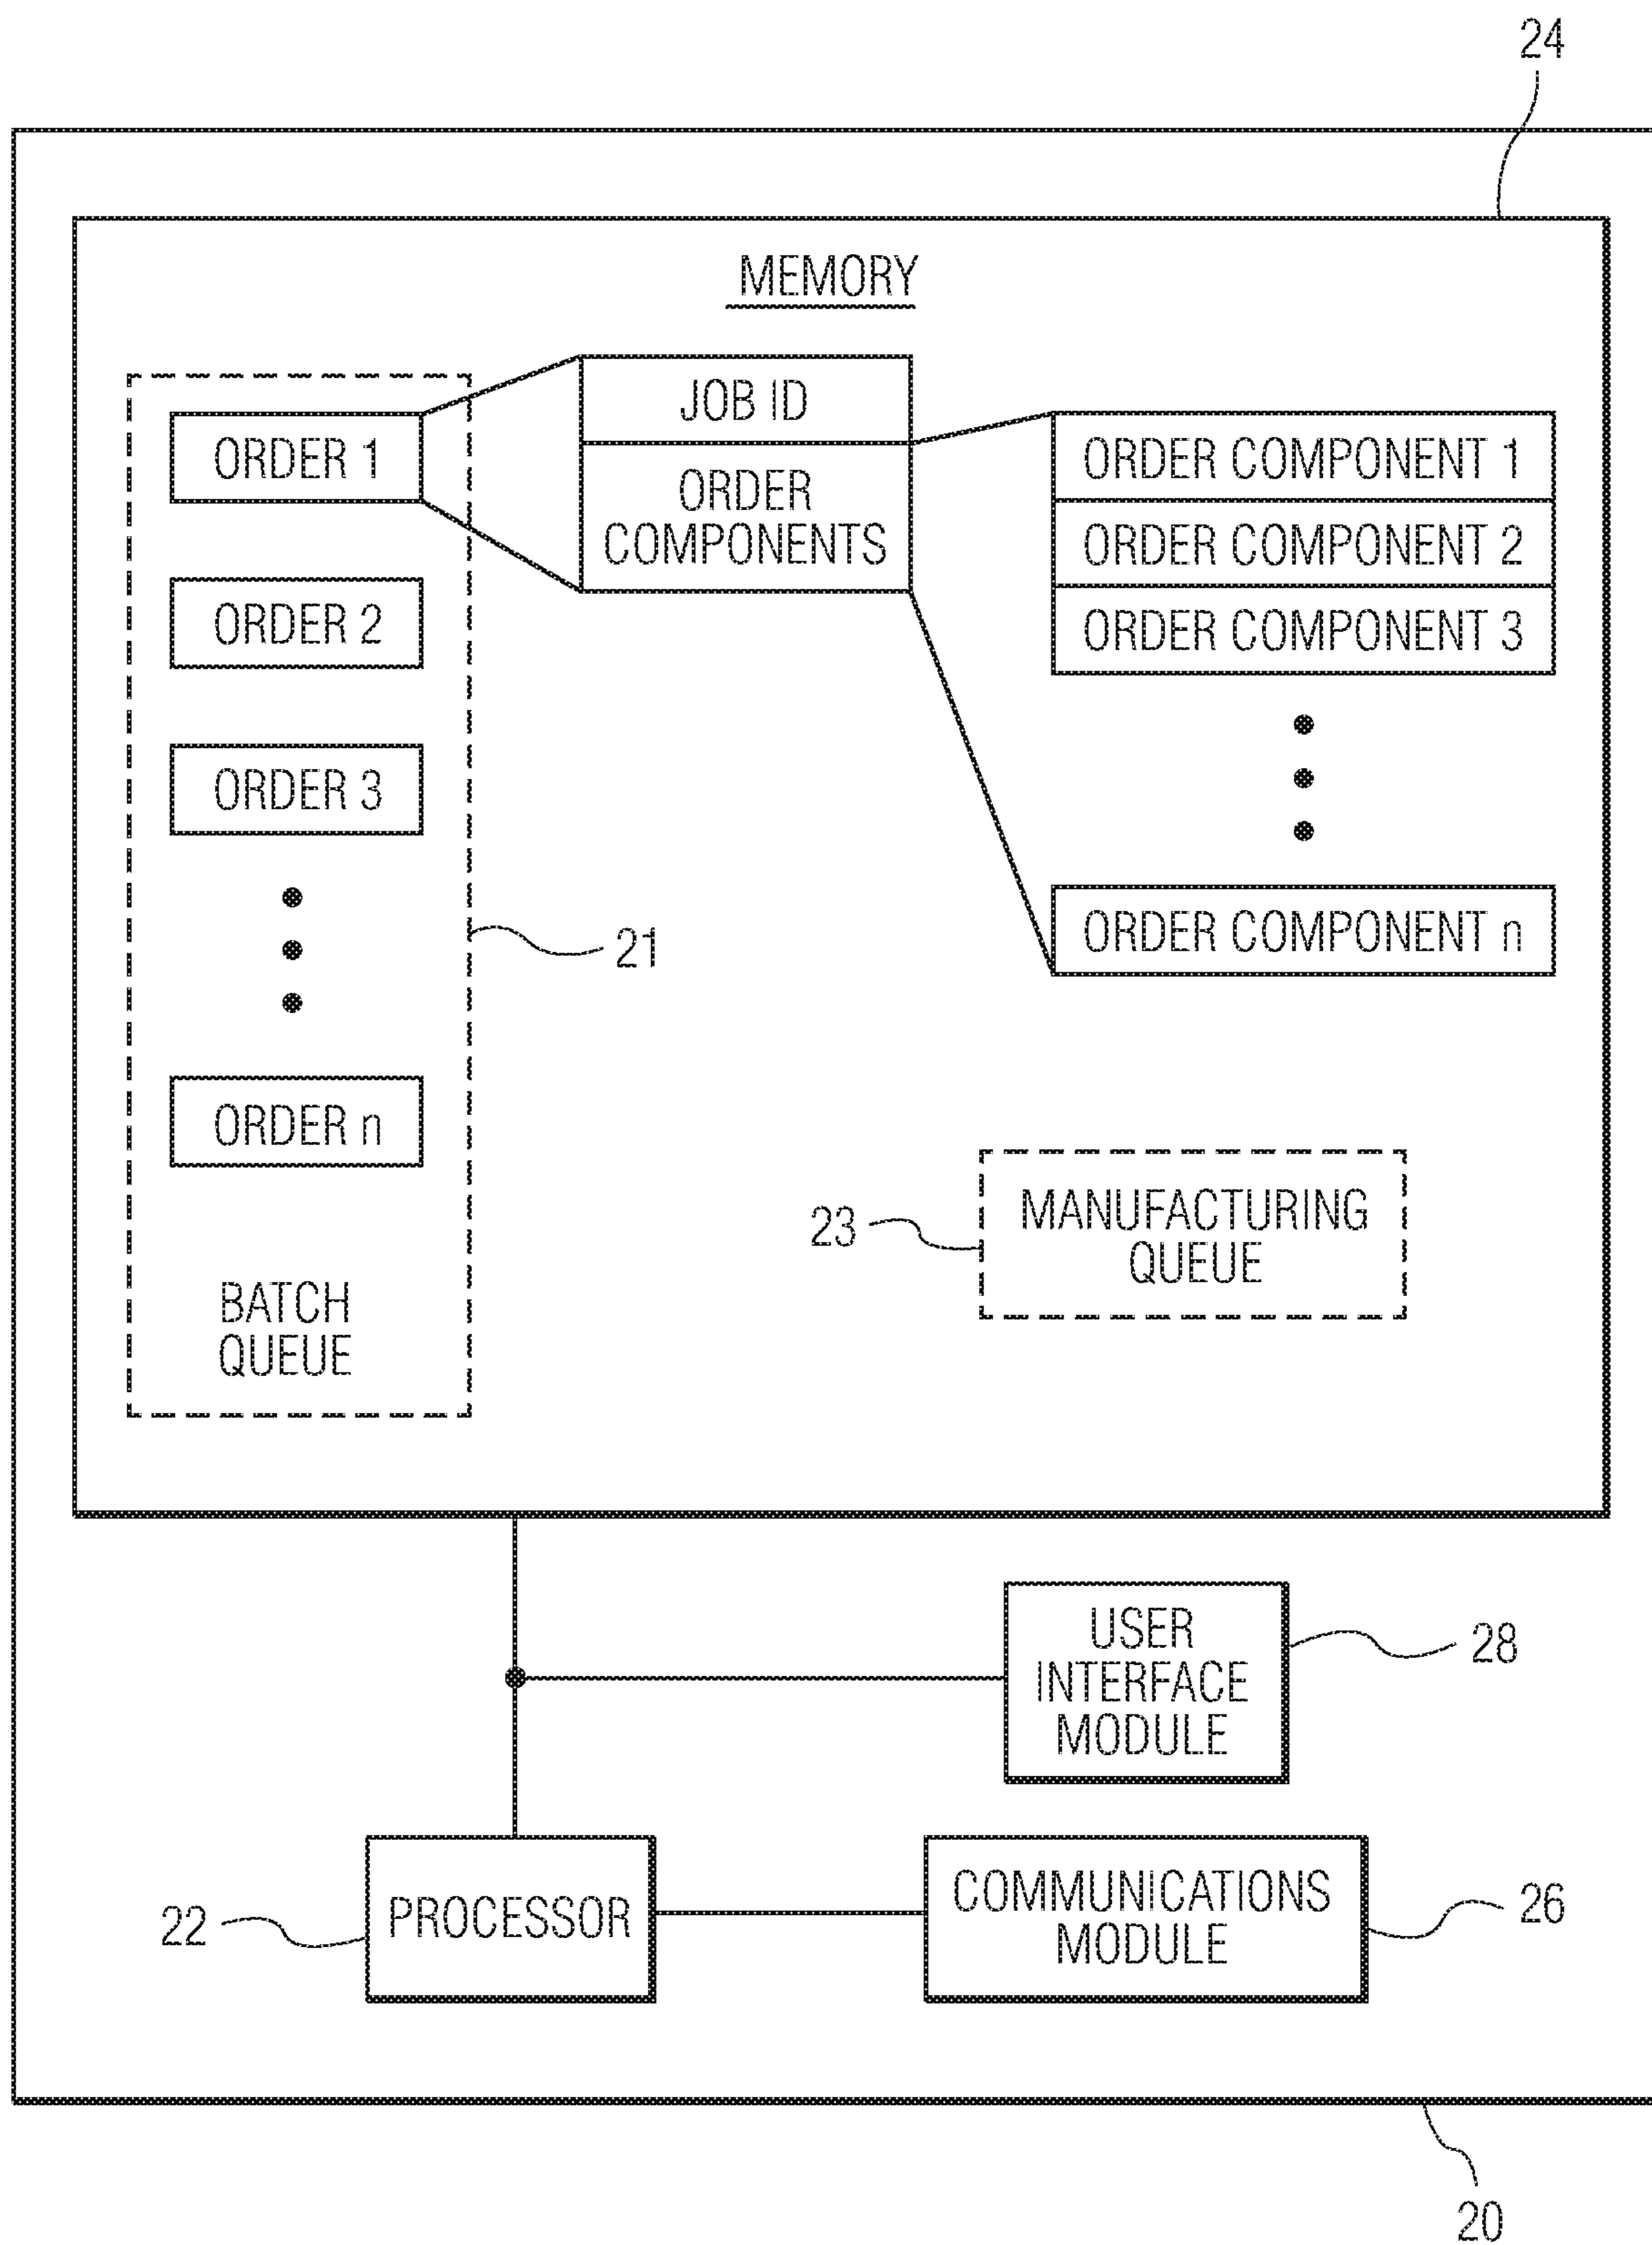 24
MEMORY
JOB ID
ORDER
COMPONENTS
ORDER 1
ORDER 2
ORDER 3
ORDER n
BATCH
QUEUE
21
ORDER COMPONENT 1
ORDER COMPONENT 2
ORDER COMPONENT 3
ORDER COMPONENT n
23
MANUFACTURING
QUEUE
USER
INTERFACE
MODULE
28
22
PROCESSOR
COMMUNICATIONS
MODULE
26
20